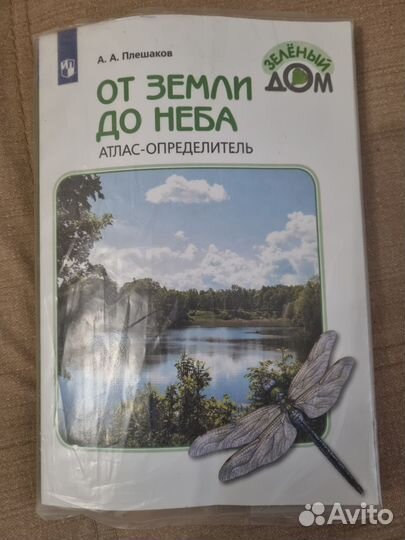 А. А. Плешаков
ЗЕЛЁНЫЙ
ДОМ
ОТ ЗЕМЛИ
ДО НЕБА
АТЛАС-ОПРЕДЕЛИТЕЛЬ
Avito